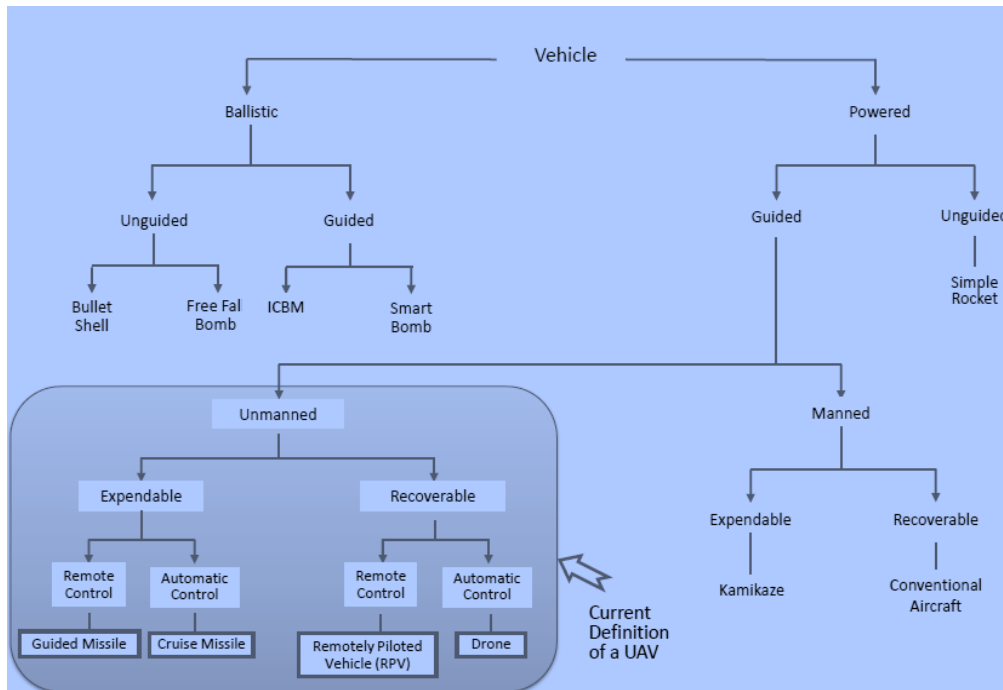 Vehicle
Ballistic
Powered
Unguided
Guided
Guided
Unguided
Bullet
Shell
Free Fal
Bomb
ICBM
Smart
Bomb
Simple
Rocket
Unmanned
Manned
Expendable
Recoverable
Expendable
Recoverable
Remote
Control
Automatic
Control
Remote
Control
Automatic
Control
Kamikaze
Conventional
Aircraft
Guided Missile
Cruise Missile
Remotely Piloted
Vehicle (RPV)
Drone
Current
Definition
of a UAV